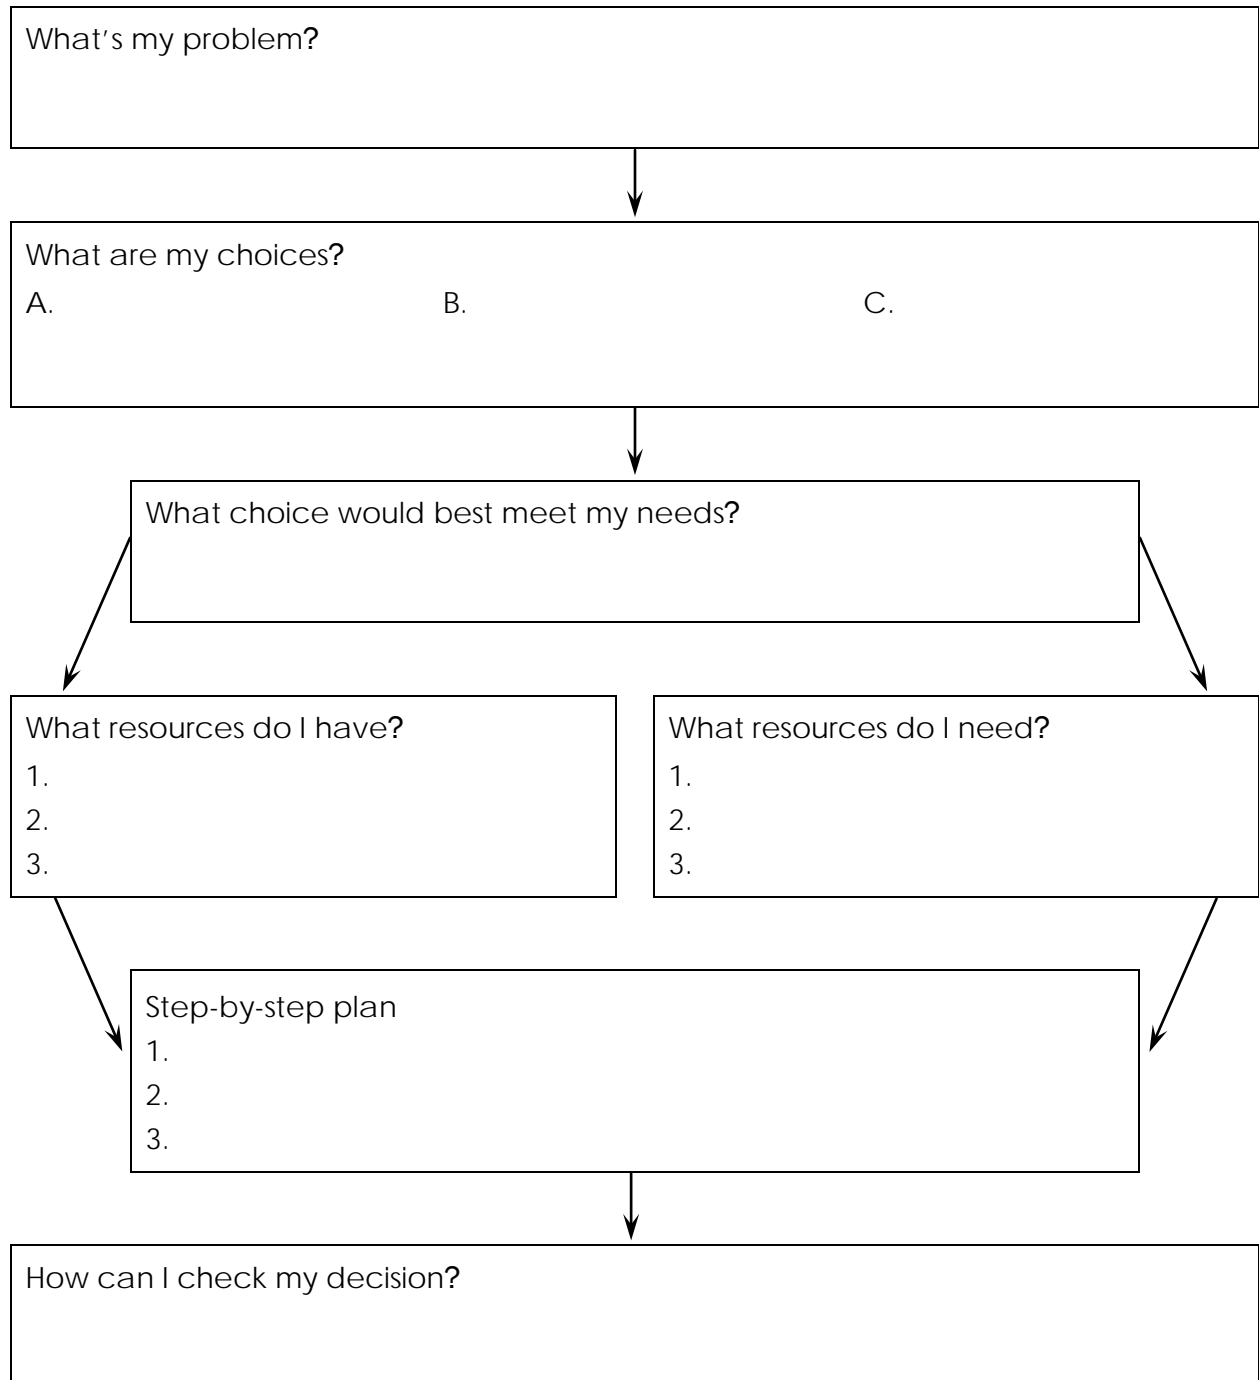 What's my problem?
What are my choices?
A. B. C.
What choice would best meet my needs?
What resources do I have?
1.
2.
3.
What resources do I need?
1.
2.
3.
Step-by-step plan
1.
2.
3.
How can I check my decision?